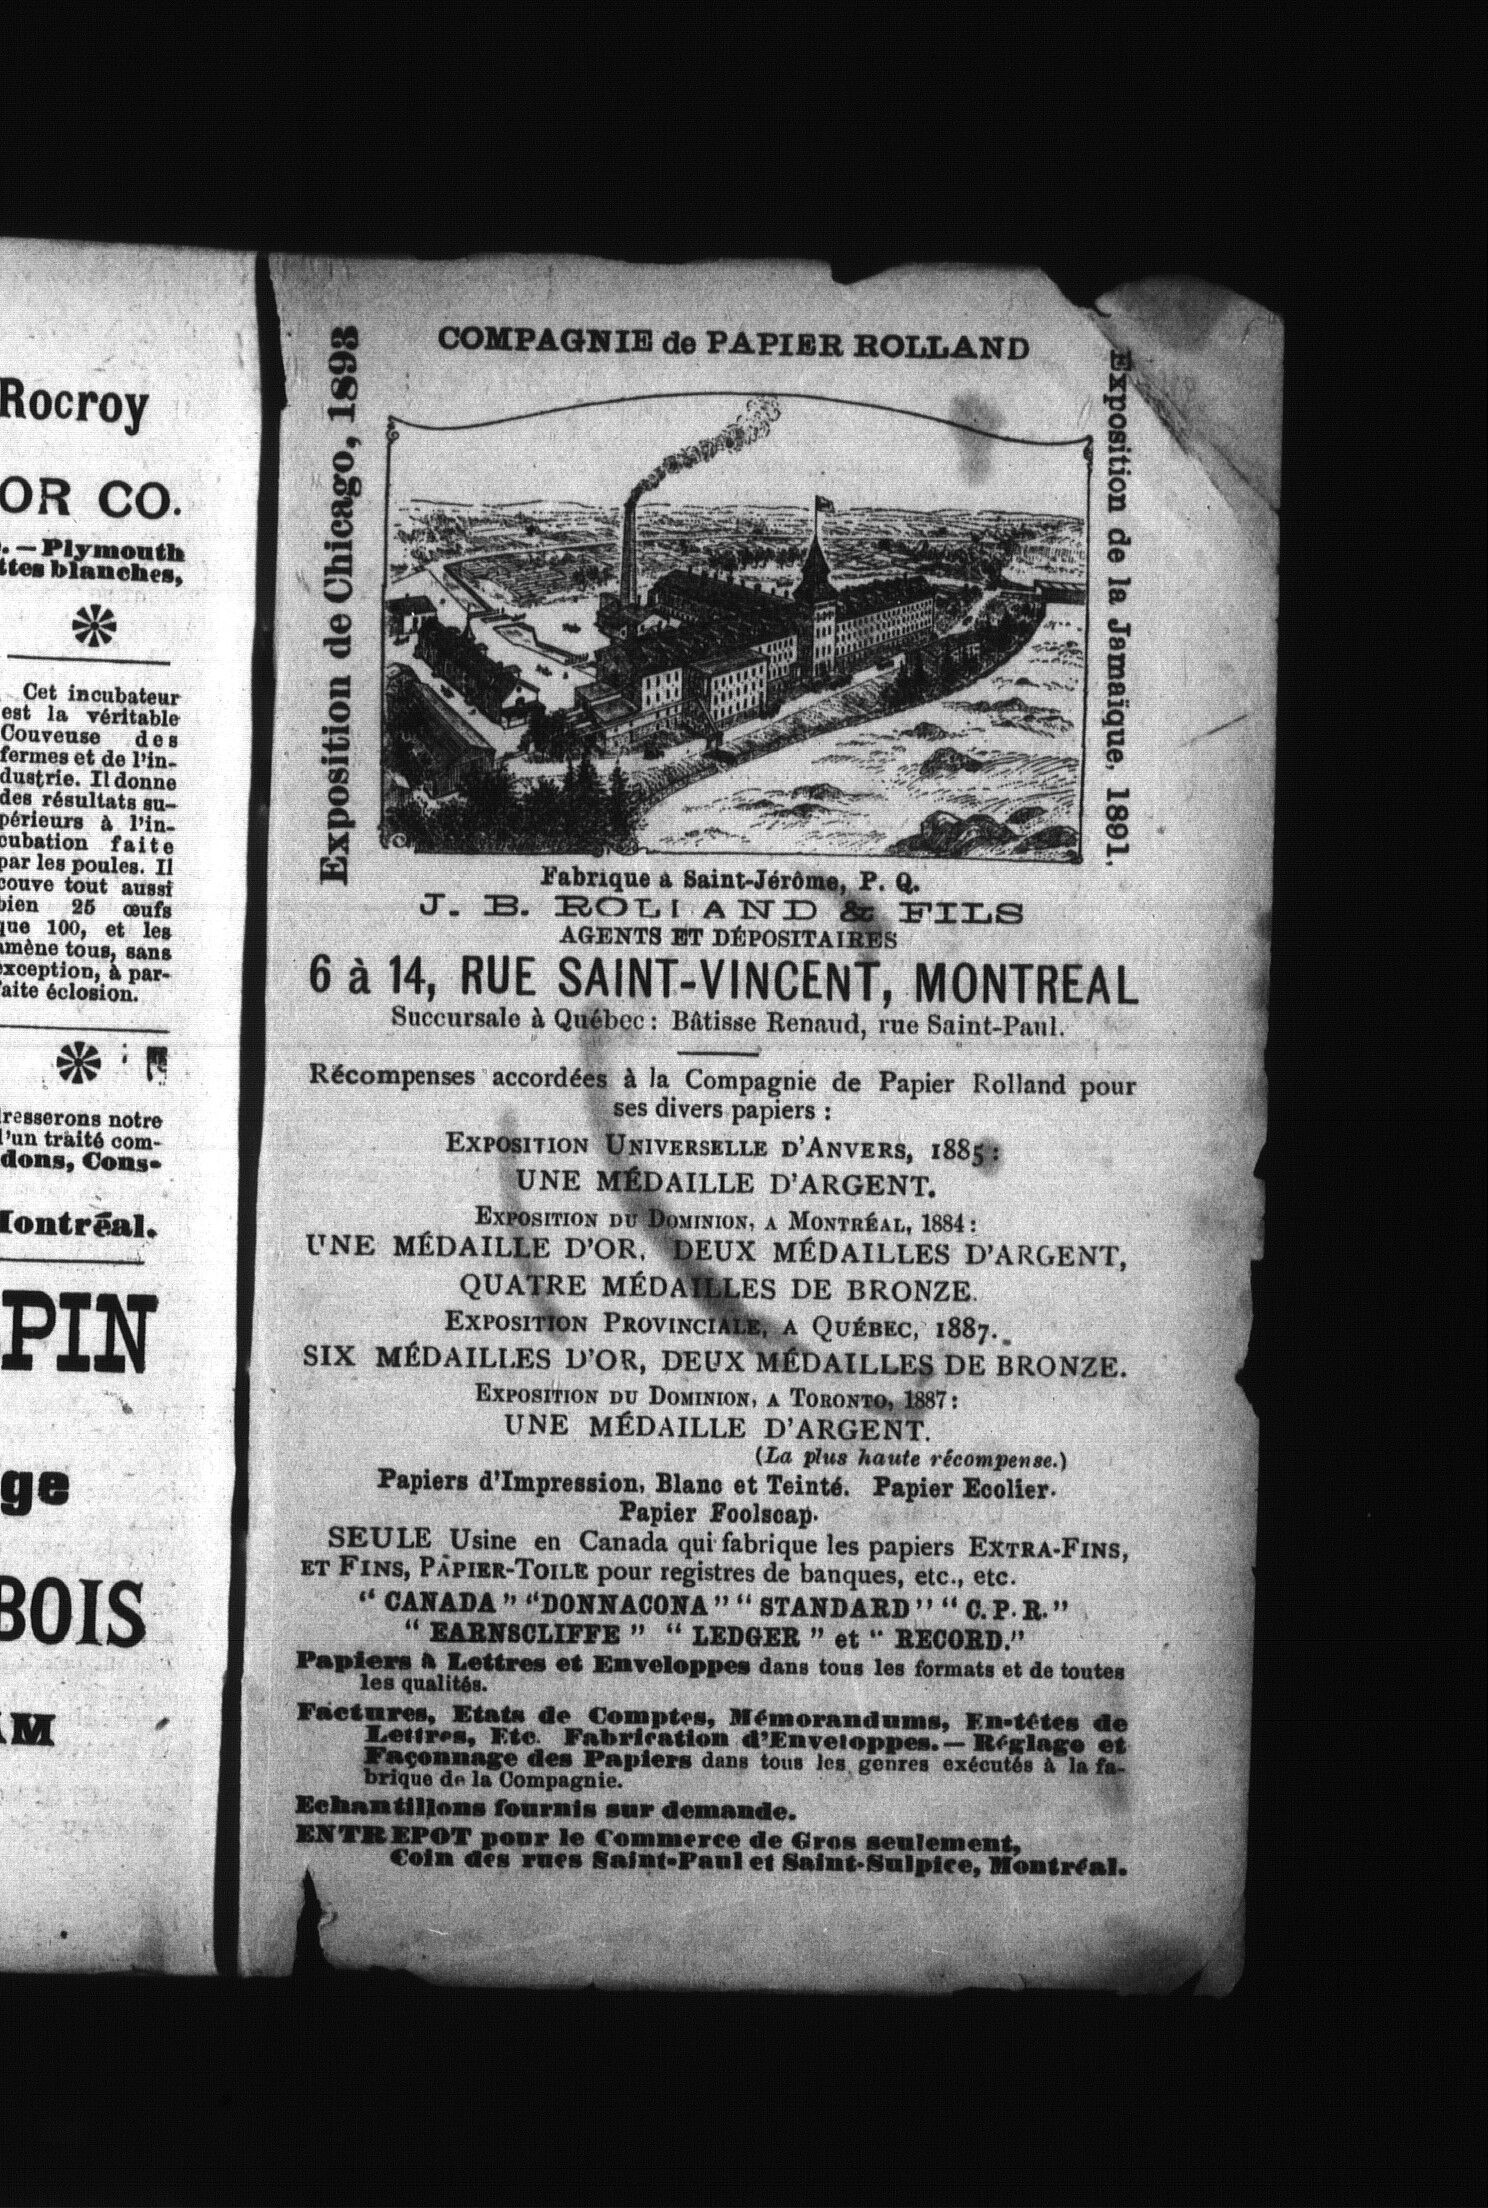 Rocroy
OR CO.
. — Plymouth
ttes blanches,
Cet incubateur
est la véritable
Couveuse des
fermes et de l'in-
dustrie. Il donne
des résultats su-
périeurs à l'in-
cubation faite
par les poules. Il
couve tout aussi
bien 25 œufs
que 100, et les
amène tous, sans
exception, à par-
faite éclosion.
resserons notre
l'un traité com-
dons, Cons-
Montréal.
PIN
ge
BOIS
AM
COMPAGNIE de PAPIER ROLLAND
Exposition de Chicago, 1893
Exposition de la Jamaïque, 1891.
Fabrique a Saint-Jérôme, P. Q.
J. B. ROLLAND & FILS
AGENTS ET DÉPOSITAIRES
6 à 14, RUE SAINT-VINCENT, MONTREAL
Succursale à Québec: Bâtisse Renaud, rue Saint-Paul.
Récompenses accordées à la Compagnie de Papier Rolland pour
ses divers papiers :
EXPOSITION UNIVERSELLE D'ANVERS, 1885 :
UNE MÉDAILLE D'ARGENT.
EXPOSITION DU DOMINION, A MONTRÉAL, 1884 :
UNE MÉDAILLE D'OR, DEUX MÉDAILLES D'ARGENT,
QUATRE MÉDAILLES DE BRONZE.
EXPOSITION PROVINCIALE, A QUÉBEC, 1887.
SIX MÉDAILLES D'OR, DEUX MÉDAILLES DE BRONZE.
EXPOSITION DU DOMINION, A TORONTO, 1887 :
UNE MÉDAILLE D'ARGENT.
(La plus haute récompense.)
Papiers d'Impression, Blanc et Teinté. Papier Ecolier.
Papier Foolscap.
SEULE Usine en Canada qui fabrique les papiers EXTRA-FINS,
ET FINS, PAPIER-TOILE pour registres de banques, etc., etc.
" CANADA " "DONNACONA" " STANDARD" " C. P. R. "
" EARNSCLIFFE " " LEDGER " et " RECORD."
Papiers à Lettres et Enveloppes dans tous les formats et de toutes
les qualités.
Factures, Etats de Comptes, Mémorandums, En-têtes de
Lettres, Etc. Fabrication d'Enveloppes. — Réglage et
Façonnage des Papiers dans tous les genres exécutés à la fa-
brique de la Compagnie.
Echantillons fournis sur demande.
ENTREPOT pour le Commerce de Gros seulement,
Coin des rues Saint-Paul et Saint-Sulpice, Montréal.